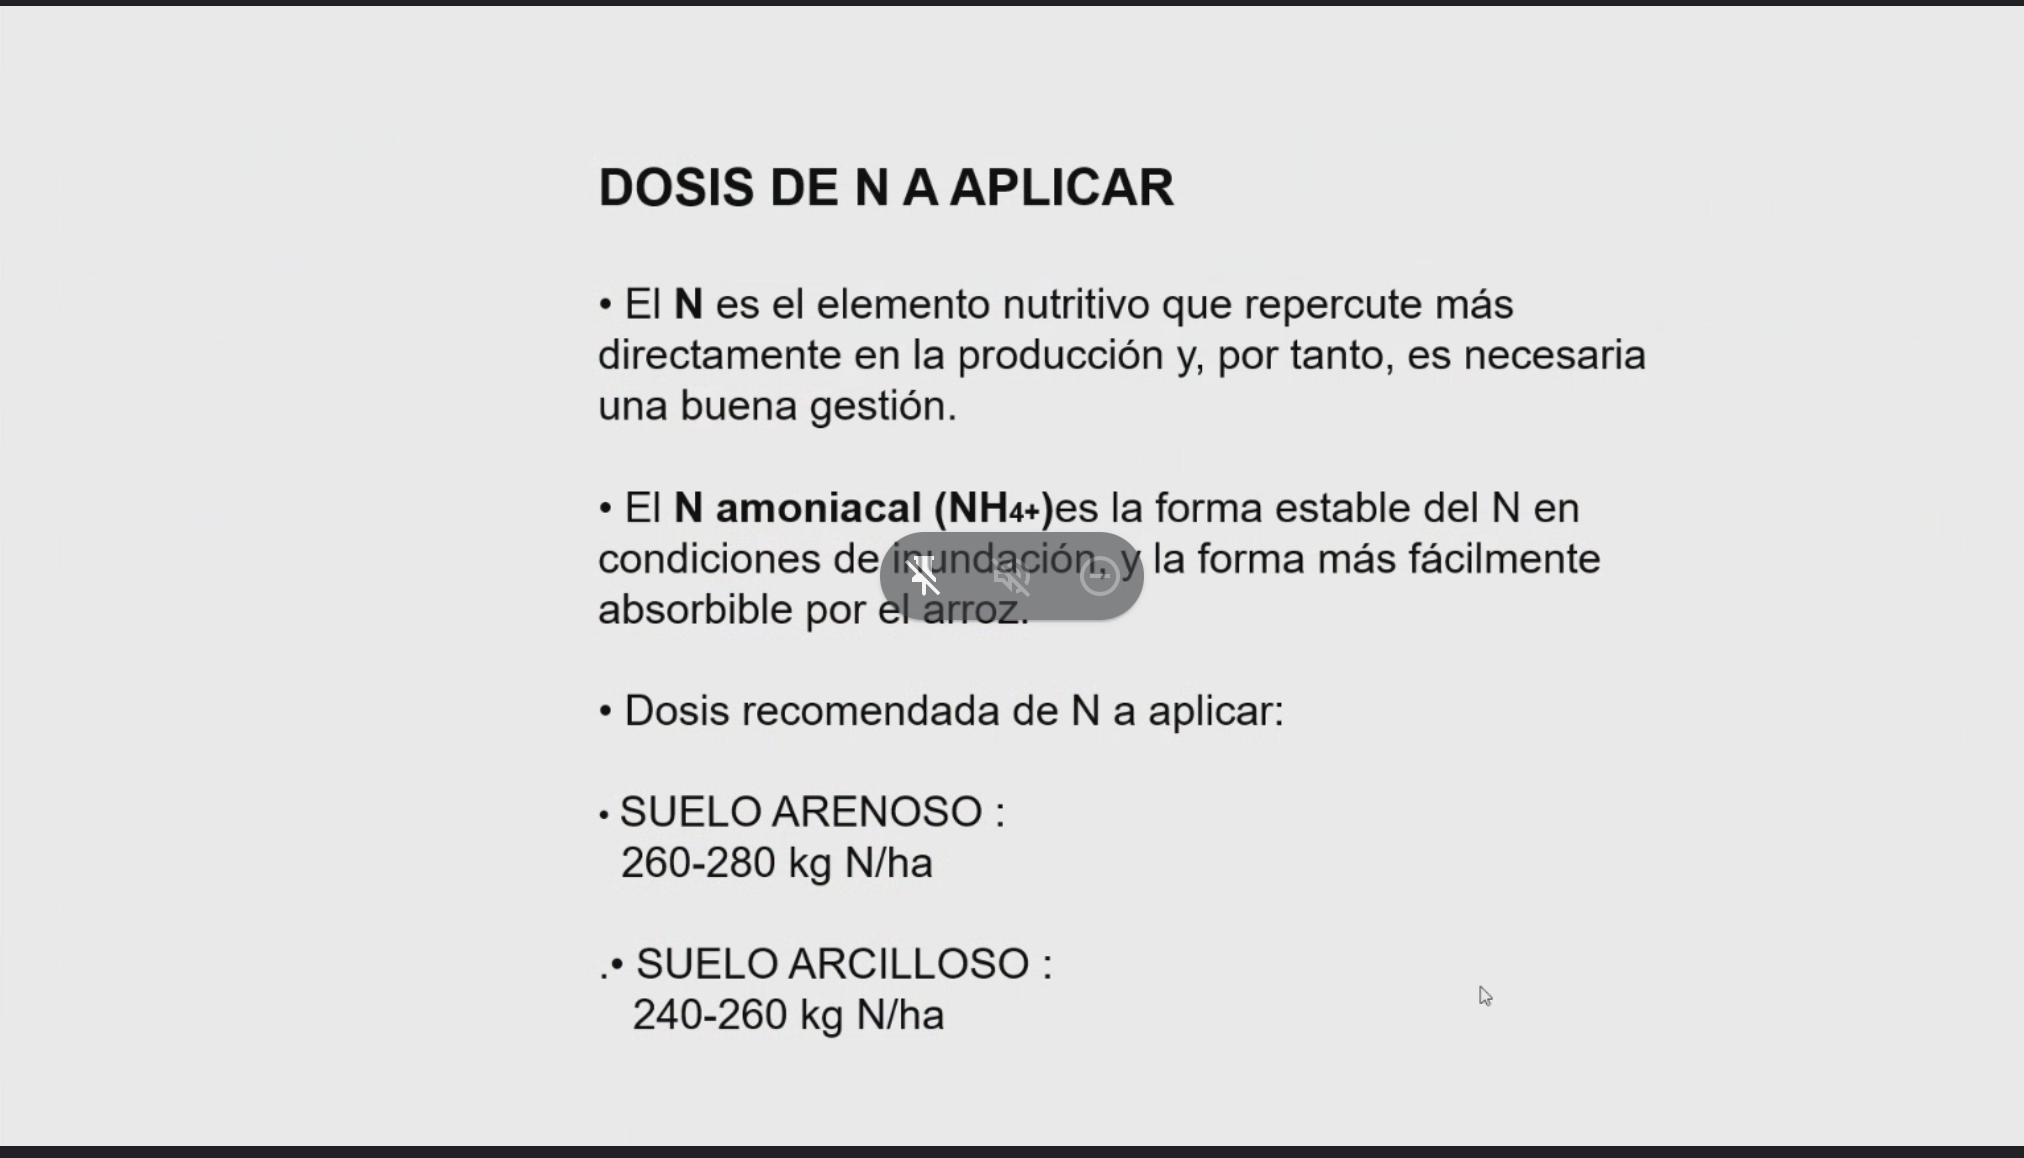 DOSIS DE N A APLICAR
• El N es el elemento nutritivo que repercute más
directamente en la producción y, por tanto, es necesaria
una buena gestión.
• El N amoniacal (NH4+)es la forma estable del N en
condiciones de inundación, y la forma más fácilmente
absorbible por el arroz.
• Dosis recomendada de N a aplicar:
• SUELO ARENOSO :
260-280 kg N/ha
.• SUELO ARCILLOSO :
240-260 kg N/ha